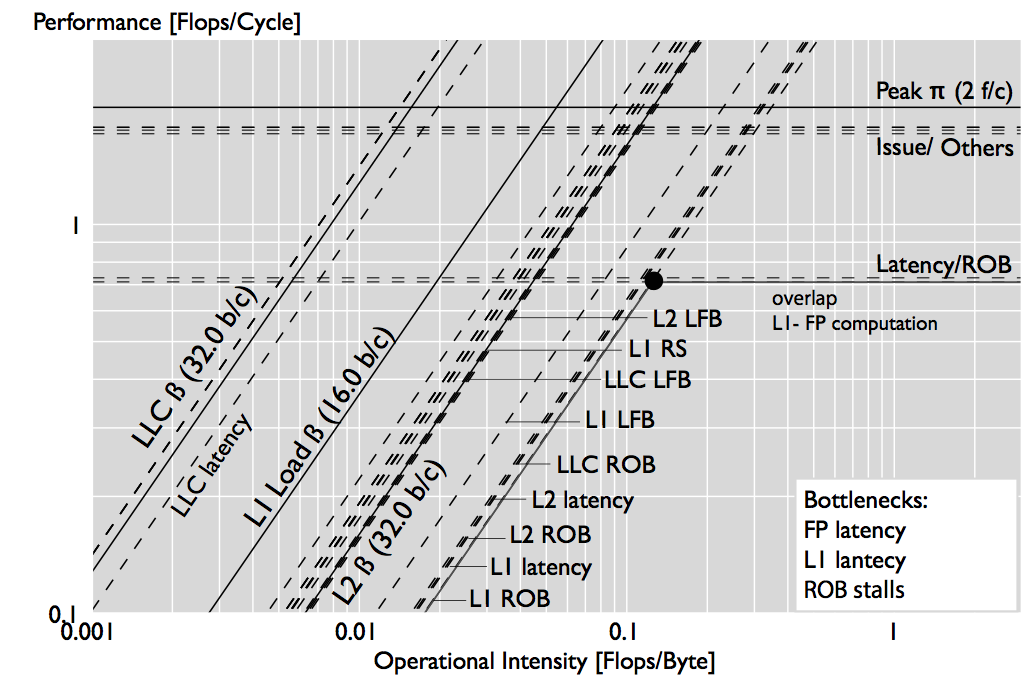 Performance [Flops/Cycle]
Peak π (2 f/c)
Issue/ Others
1
Latency/ROB
overlap
L1- FP computation
LLC ß (32.0 b/c)
LLC latency
L1 Load ß (16.0 b/c)
L2 ß (32.0 b/c)
L2 LFB
L1 RS
LLC LFB
L1 LFB
LLC ROB
L2 latency
L2 ROB
L1 latency
L1 ROB
Bottlenecks:
FP latency
L1 lantecy
ROB stalls
0.1
0.001 0.01 0.1 1
Operational Intensity [Flops/Byte]